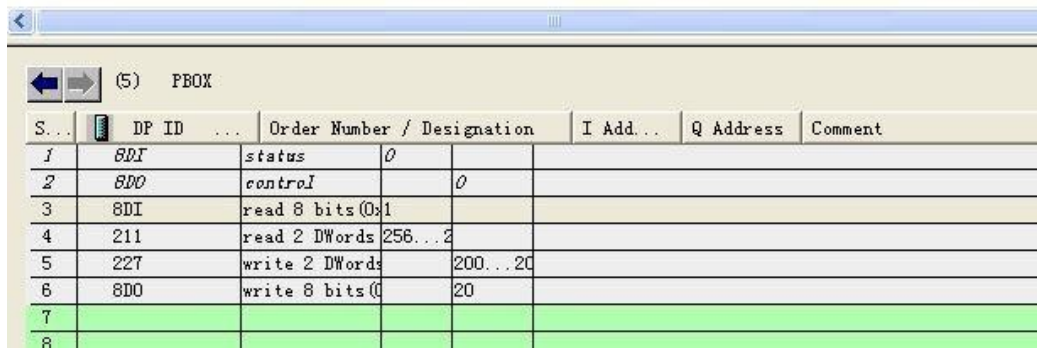 (5) PBOX
S... DP ID ... Order Number / Designation I Add... Q Address Comment
1 8DI status 0
2 8DO control 0
3 8DI read 8 bits(0x 1
4 211 read 2 DWords 256...2
5 227 write 2 DWords 200...20
6 8DO write 8 bits(0 20
7
8